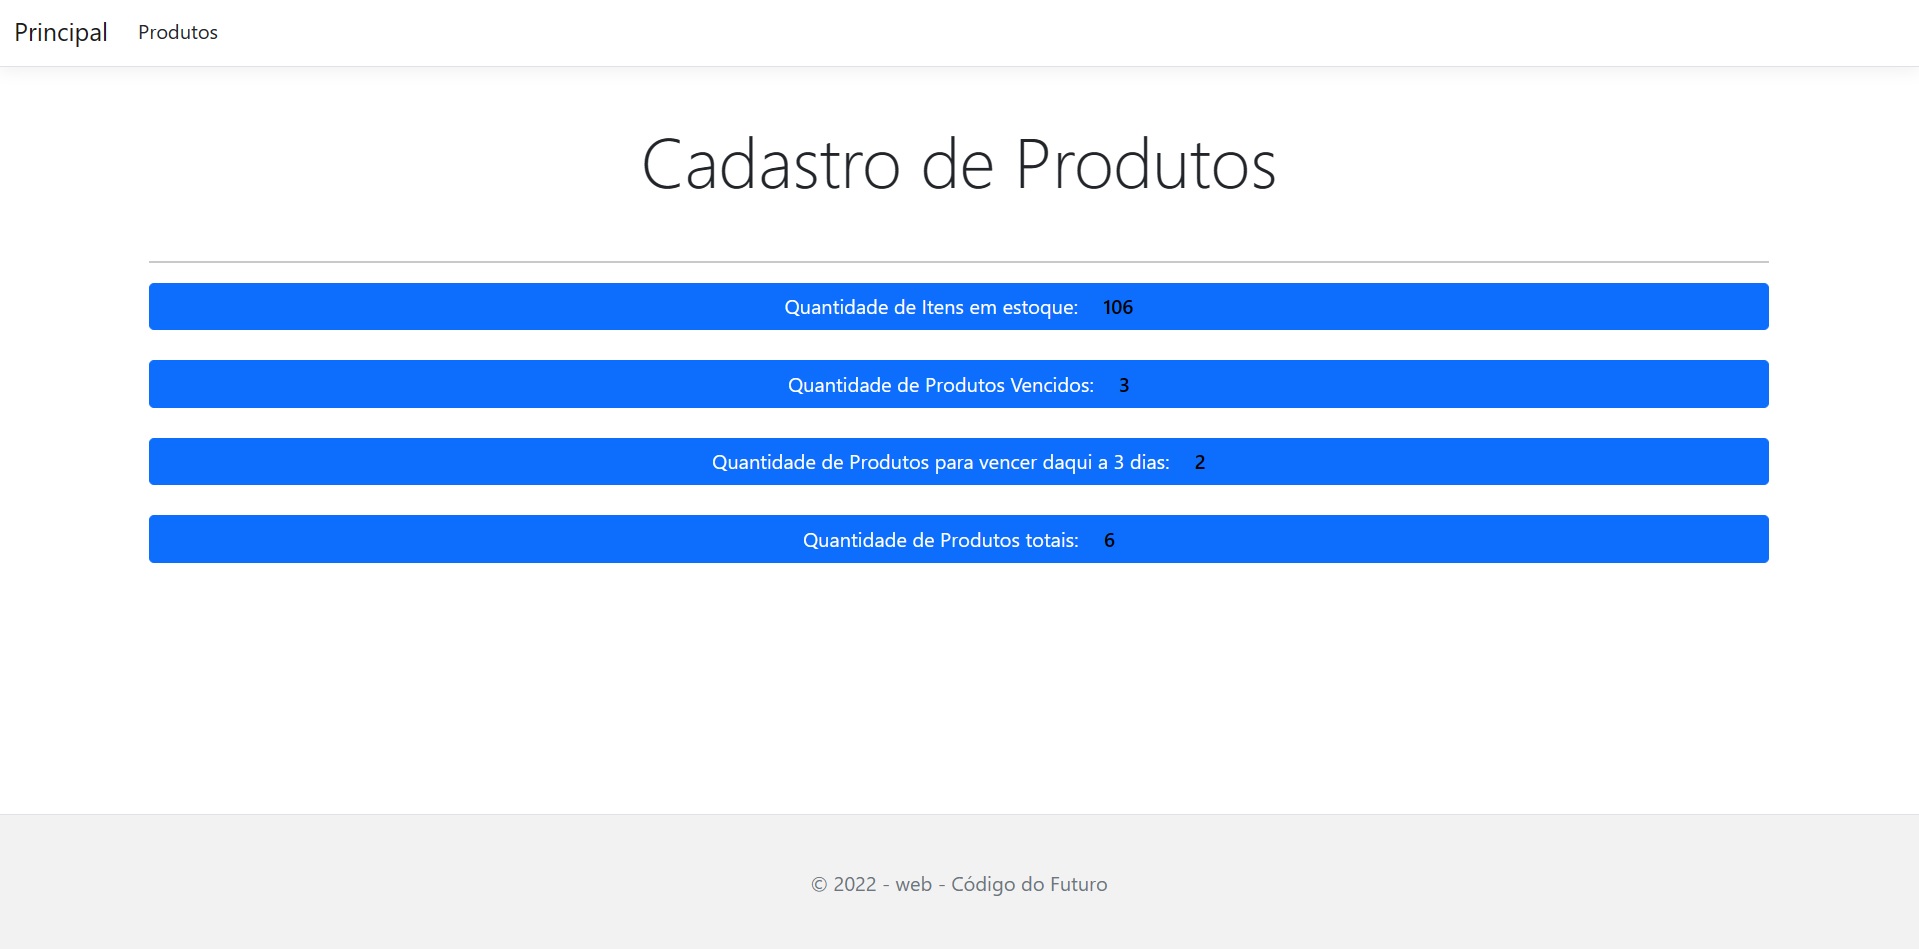 Principal Produtos
Cadastro de Produtos
Quantidade de Itens em estoque: 106
Quantidade de Produtos Vencidos: 3
Quantidade de Produtos para vencer daqui a 3 dias: 2
Quantidade de Produtos totais: 6
© 2022 - web - Código do Futuro